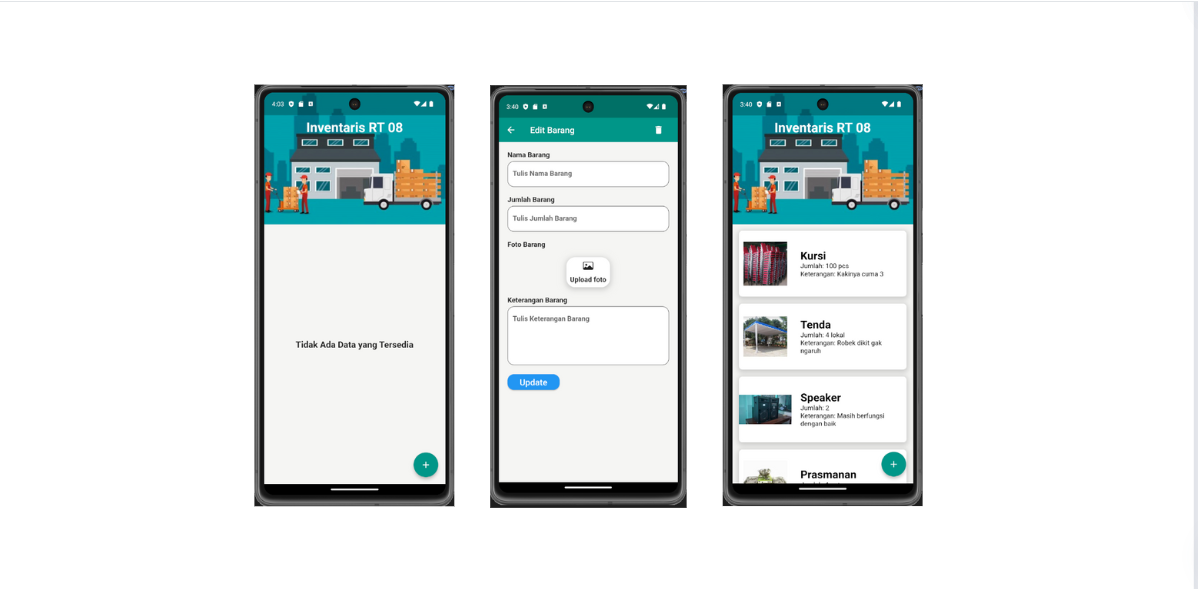 4:03
Inventaris RT 08
Tidak Ada Data yang Tersedia
+
3:40
Edit Barang
Nama Barang
Tulis Nama Barang
Jumlah Barang
Tulis Jumlah Barang
Foto Barang
Upload foto
Keterangan Barang
Tulis Keterangan Barang
Update
3:40
Inventaris RT 08
Kursi
Jumlah: 100 pcs
Keterangan: Kakinya cuma 3
Tenda
Jumlah: 4 lokal
Keterangan: Robek dikit gak
ngaruh
Speaker
Jumlah: 2
Keterangan: Masih berfungsi
dengan baik
Prasmanan
+